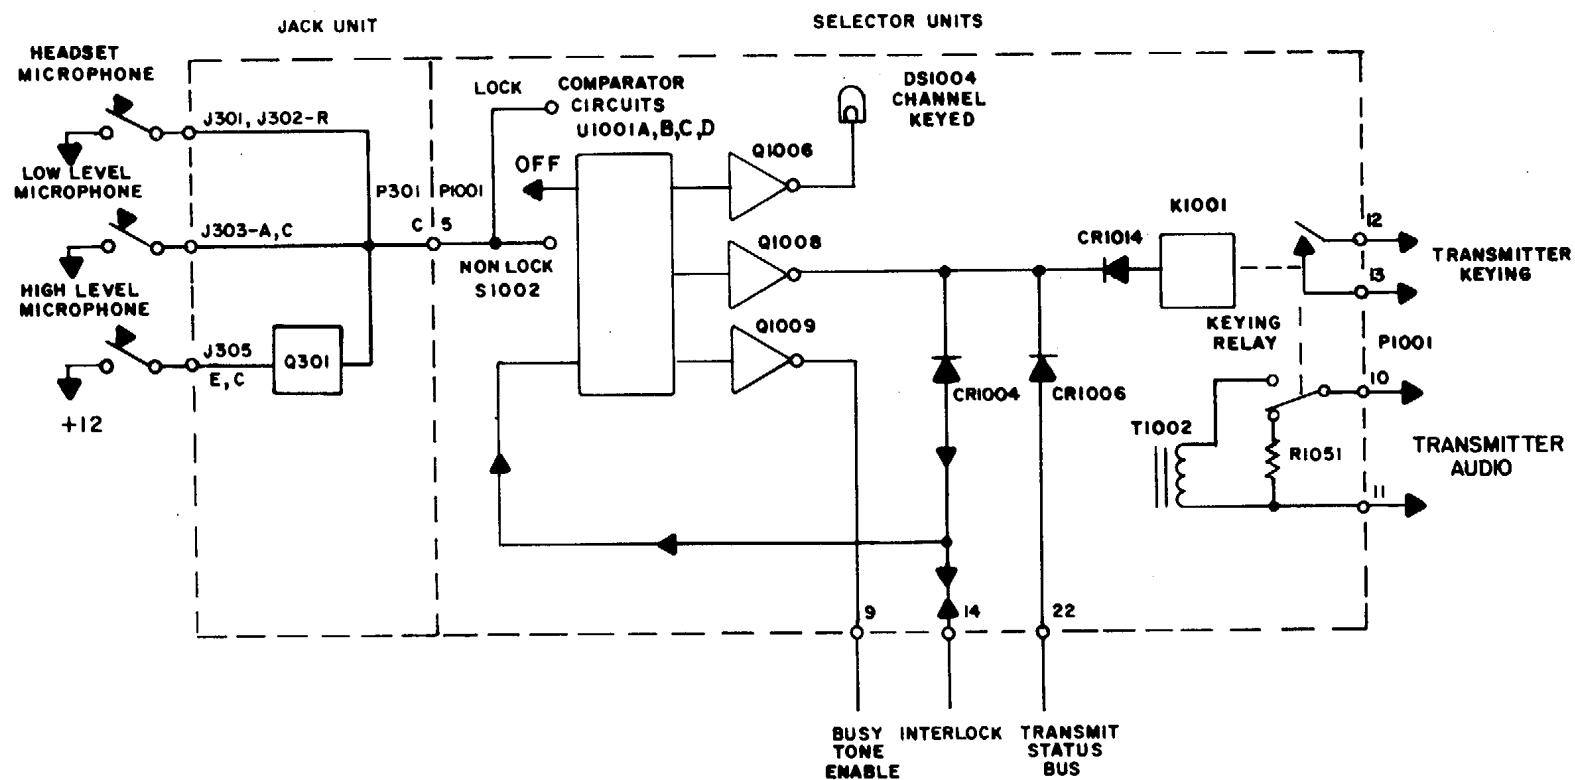 JACK UNIT
SELECTOR UNITS
HEADSET
MICROPHONE
J301, J302-R
LOW LEVEL
MICROPHONE
J303-A, C
HIGH LEVEL
MICROPHONE
J305
E, C
Q301
+12
P301
P1001
C
5
LOCK
NON LOCK
S1002
COMPARATOR
CIRCUITS
U1001A, B, C, D
OFF
Q1006
DS1004
CHANNEL
KEYED
Q1008
Q1009
CR1004
CR1006
CR1014
K1001
KEYING
RELAY
12
13
TRANSMITTER
KEYING
P1001
10
T1002
R1051
TRANSMITTER
AUDIO
11
9
14
22
BUSY
TONE
ENABLE
INTERLOCK
TRANSMIT
STATUS
BUS